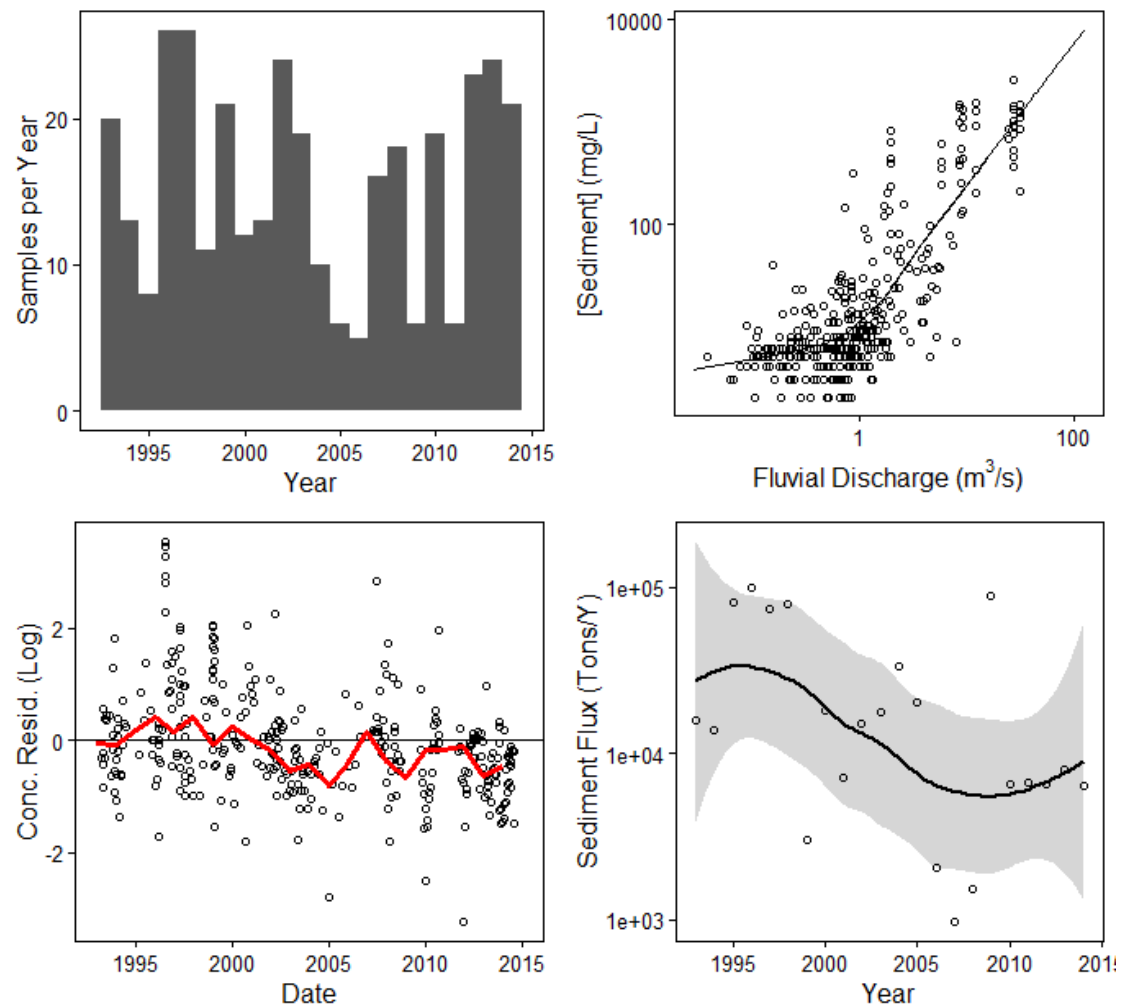 Samples per Year
20
10
0
1995 2000 2005 2010 2015
Year
[Sediment] (mg/L)
10000
100
1 100
Fluvial Discharge (m³/s)
Conc. Resid. (Log)
2
0
-2
1995 2000 2005 2010 2015
Date
Sediment Flux (Tons/Y)
1e+05
1e+04
1e+03
1995 2000 2005 2010 201
Year